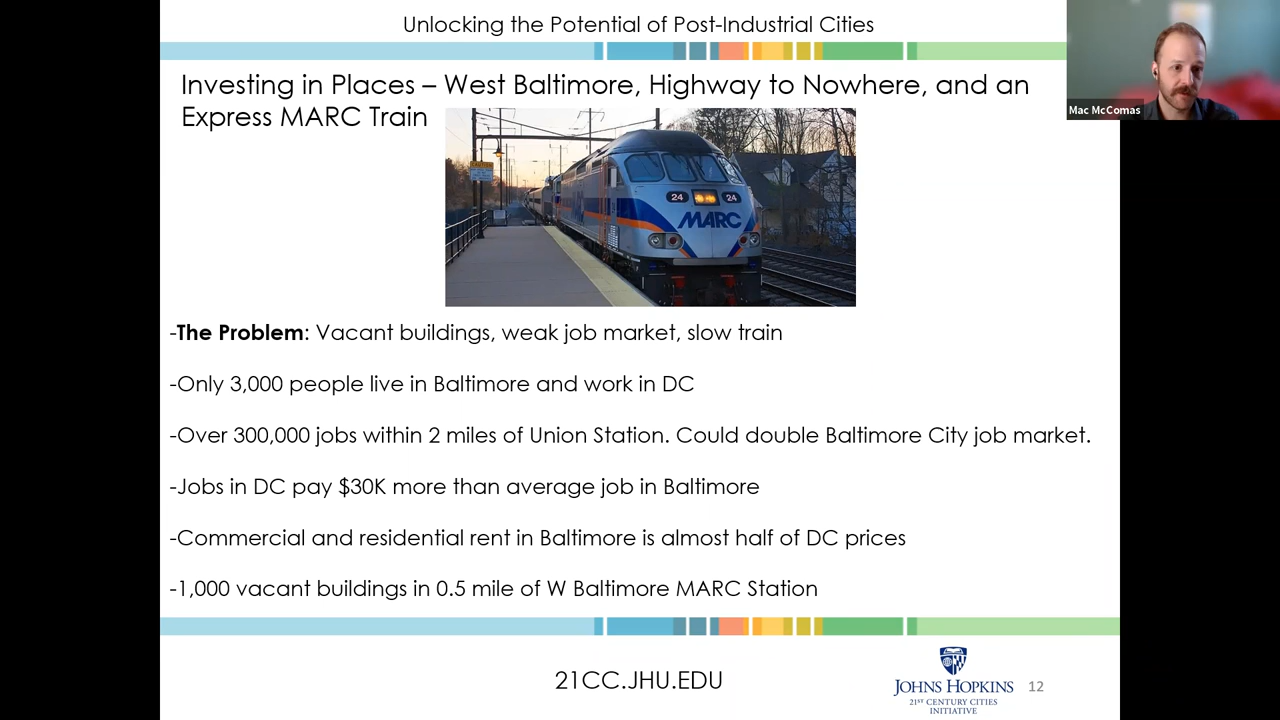 Unlocking the Potential of Post-Industrial Cities
Mac McComas
Investing in Places – West Baltimore, Highway to Nowhere, and an
Express MARC Train
24
24
MARC
-The Problem: Vacant buildings, weak job market, slow train
-Only 3,000 people live in Baltimore and work in DC
-Over 300,000 jobs within 2 miles of Union Station. Could double Baltimore City job market.
-Jobs in DC pay $30K more than average job in Baltimore
-Commercial and residential rent in Baltimore is almost half of DC prices
-1,000 vacant buildings in 0.5 mile of W Baltimore MARC Station
21CC.JHU.EDU
JOHNS HOPKINS
21ST CENTURY CITIES
INITIATIVE
12